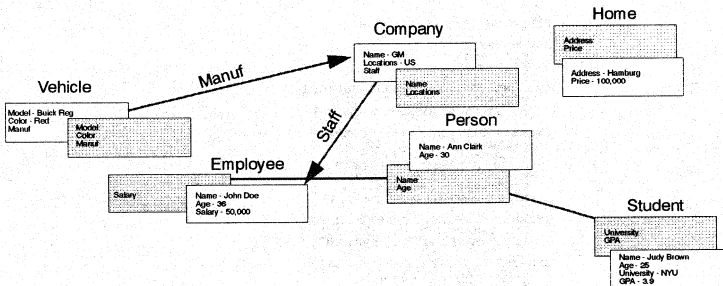 Home
Company
Address
Price
Name - GM
Locations - US
Staff
Address - Hamburg
Price - 100,000
Manuf
Vehicle
Name
Locations
Model - Buick Reg
Color - Red
Manuf
Model
Color
Manuf
Staff
Person
Name - Ann Clark
Age - 30
Employee
Salary
Name - John Doe
Age - 36
Salary - 50,000
Name
Age
Student
University
GPA
Name - Judy Brown
Age - 25
University - NYU
GPA - 3.9